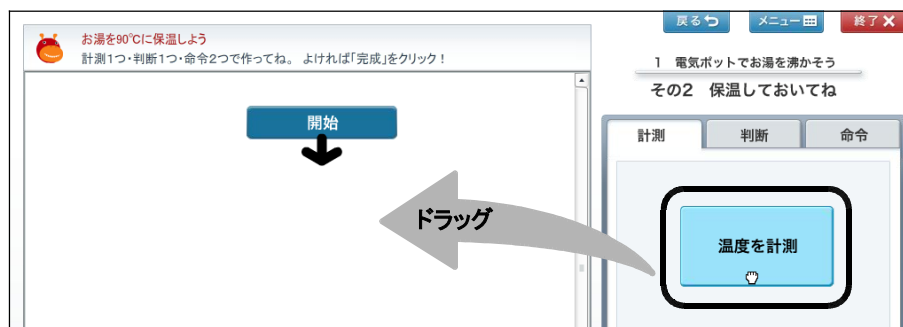 戻る
メニュー
終了
お湯を90℃に保温しよう
計測1つ・判断1つ・命令2つで作ってね。 よければ「完成」をクリック！
1 電気ポットでお湯を沸かそう
その2 保温しておいてね
開始
計測
判断
命令
ドラッグ
温度を計測